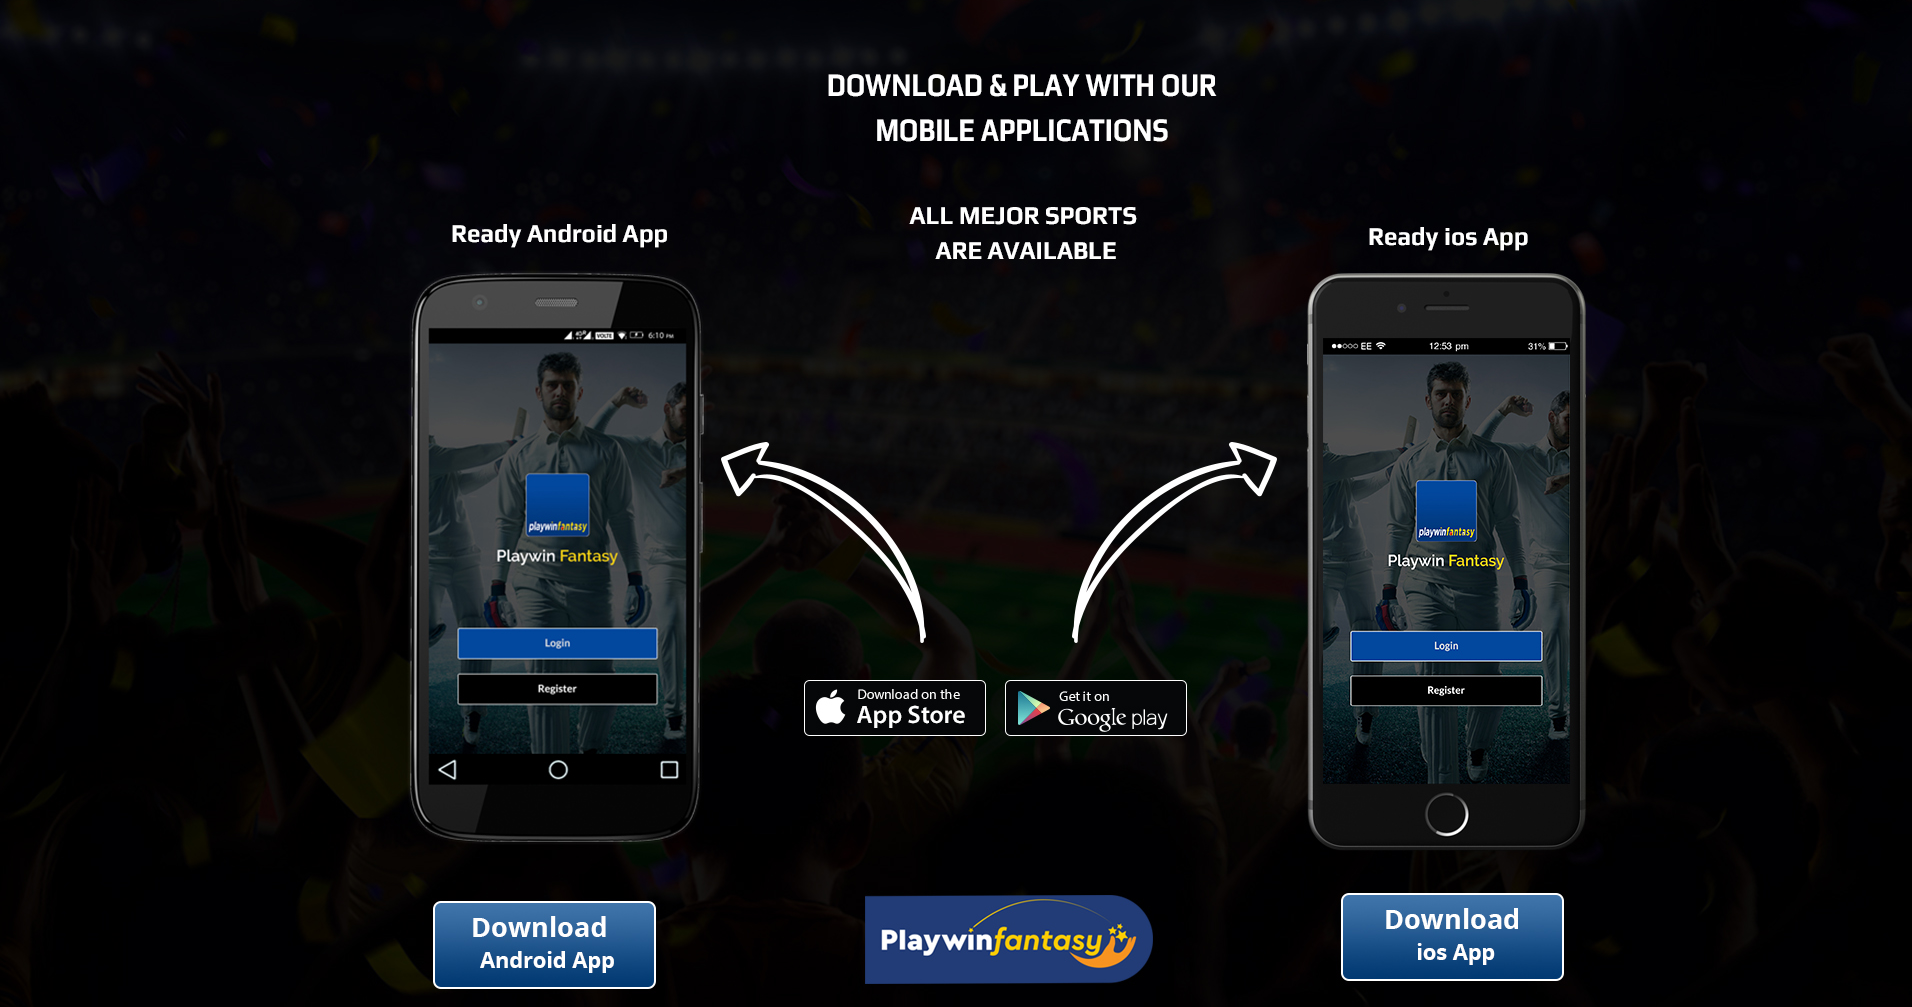 DOWNLOAD & PLAY WITH OUR
MOBILE APPLICATIONS
ALL MEJOR SPORTS
ARE AVAILABLE
Ready Android App
VOLTE 6:10 PM
playwinfantasy
Playwin Fantasy
Login
Register
Download
Android App
Download on the
App Store
Get it on
Google play
Playwinfantasy
Ready ios App
EE 12:53 pm 31%
playwinfantasy
Playwin Fantasy
Login
Register
Download
ios App